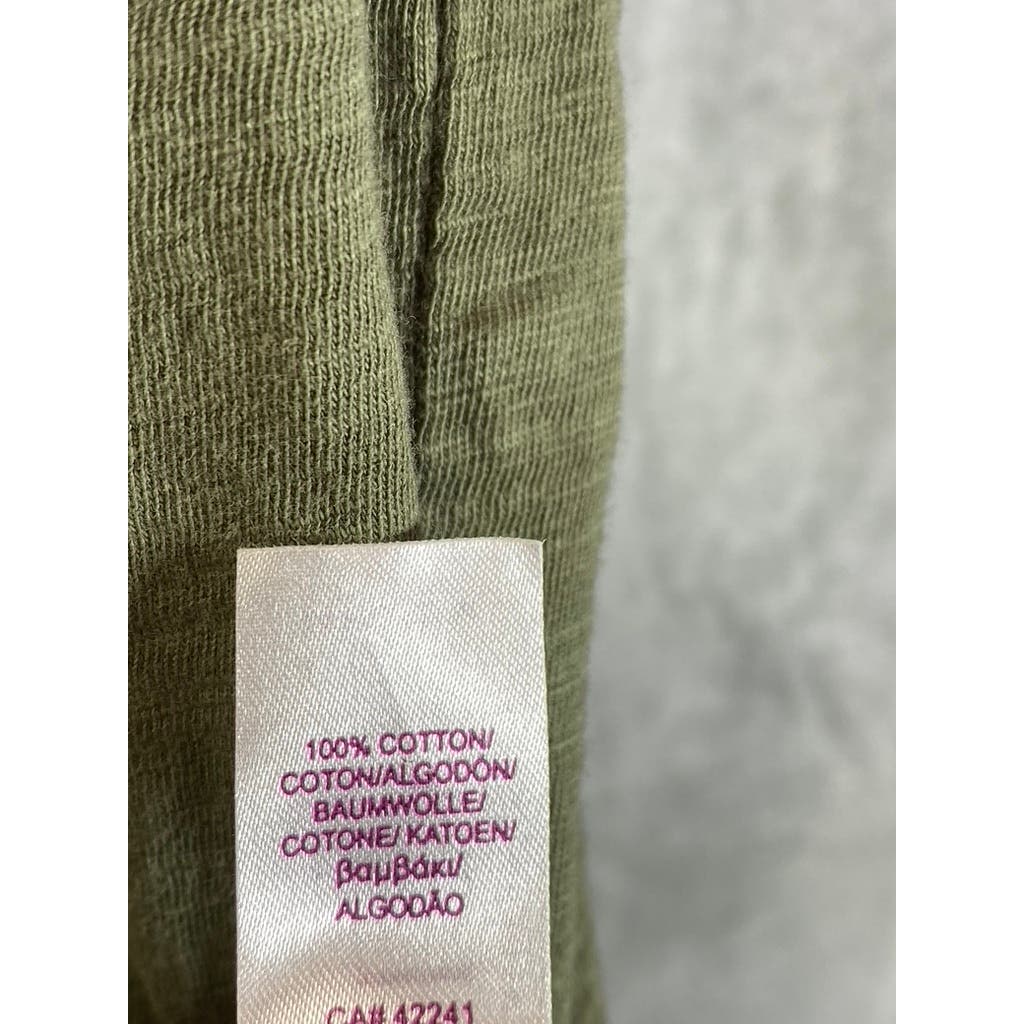 100% COTTON/
COTON/ALGODÓN/
BAUMWOLLE/
COTONE/ KATOEN/
βαμβάκι/
ALGODÃO
CA# 42241